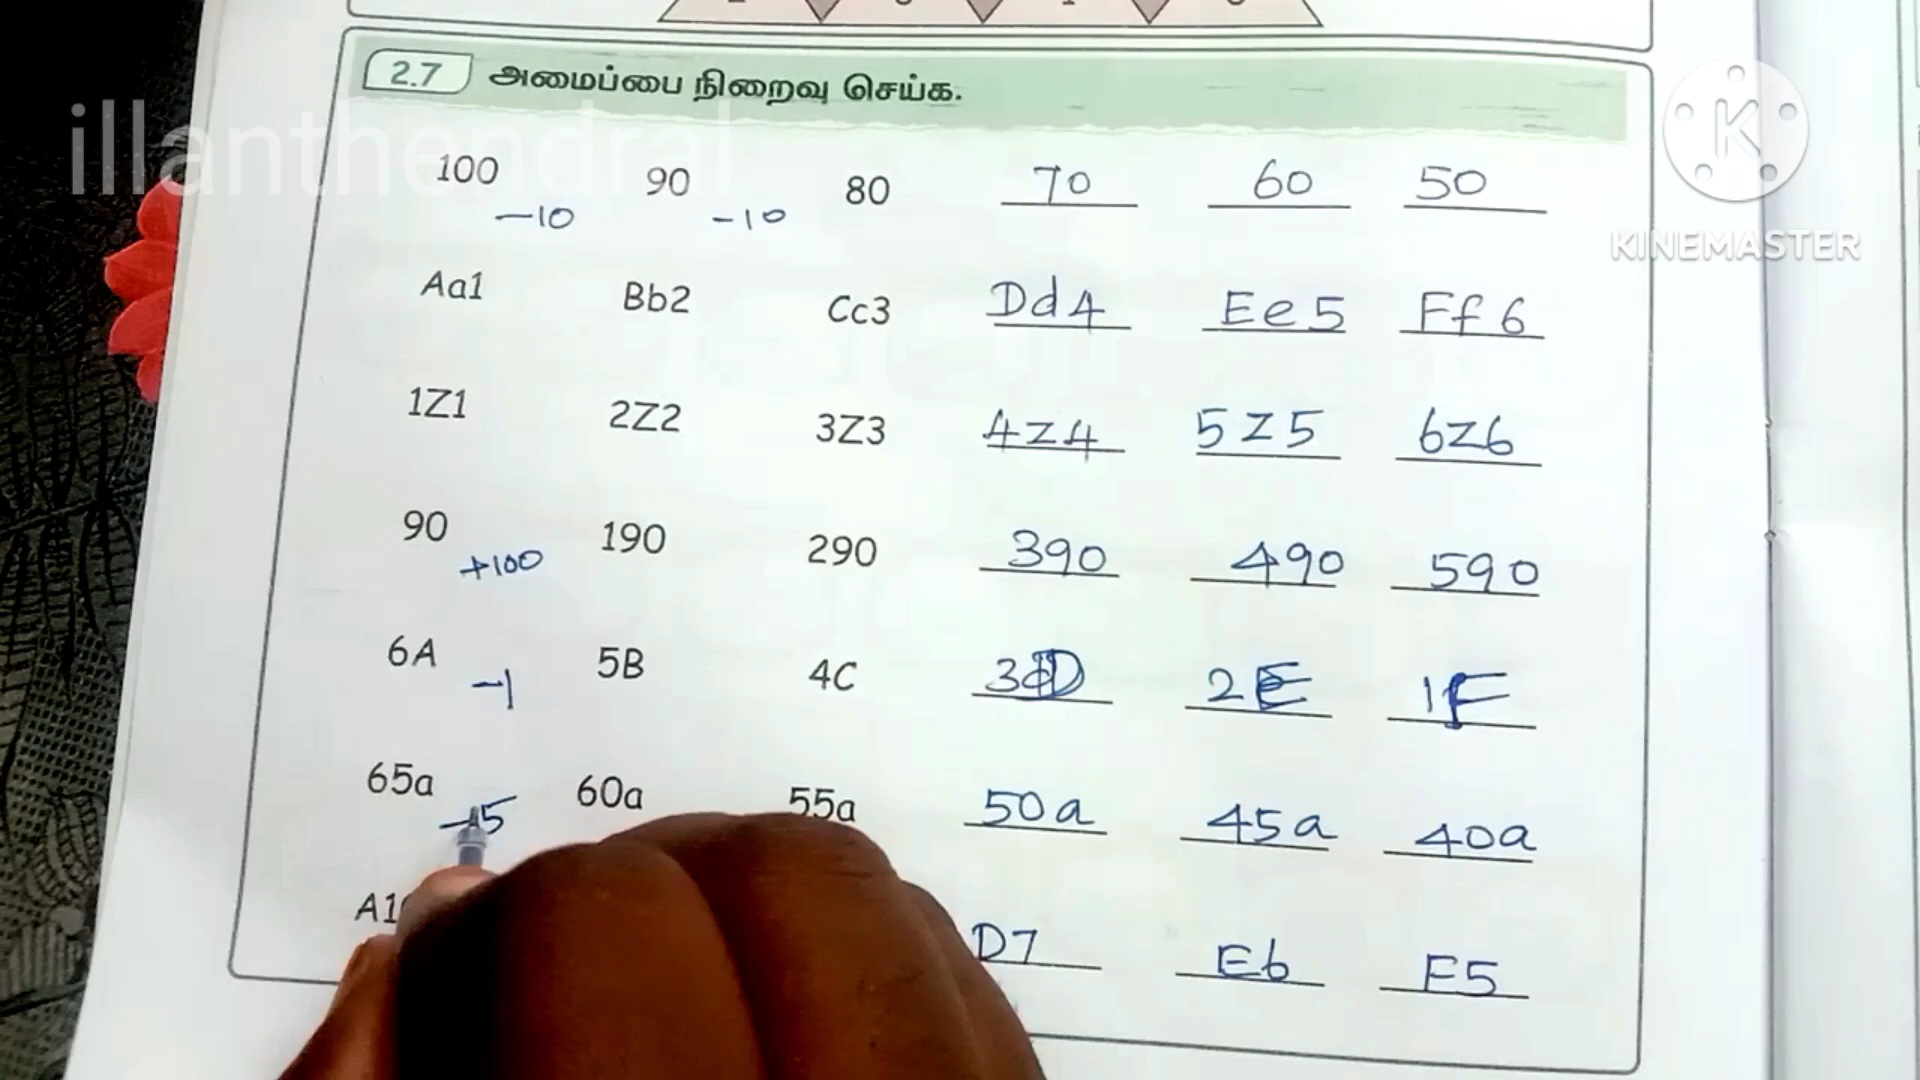 2.7 அமைப்பை நிறைவு செய்க.
illanthendral
K
KINEMASTER
100 90 80 70 60 50
-10 -10
Aa1 Bb2 Cc3 Dd4 Ee5 Ff6
1Z1 2Z2 3Z3 4Z4 5Z5 6Z6
90 190 290 390 490 590
+100
6A 5B 4C 3D 2E 1F
-1
65a 60a 55a 50a 45a 40a
-5
D7 E6 F5